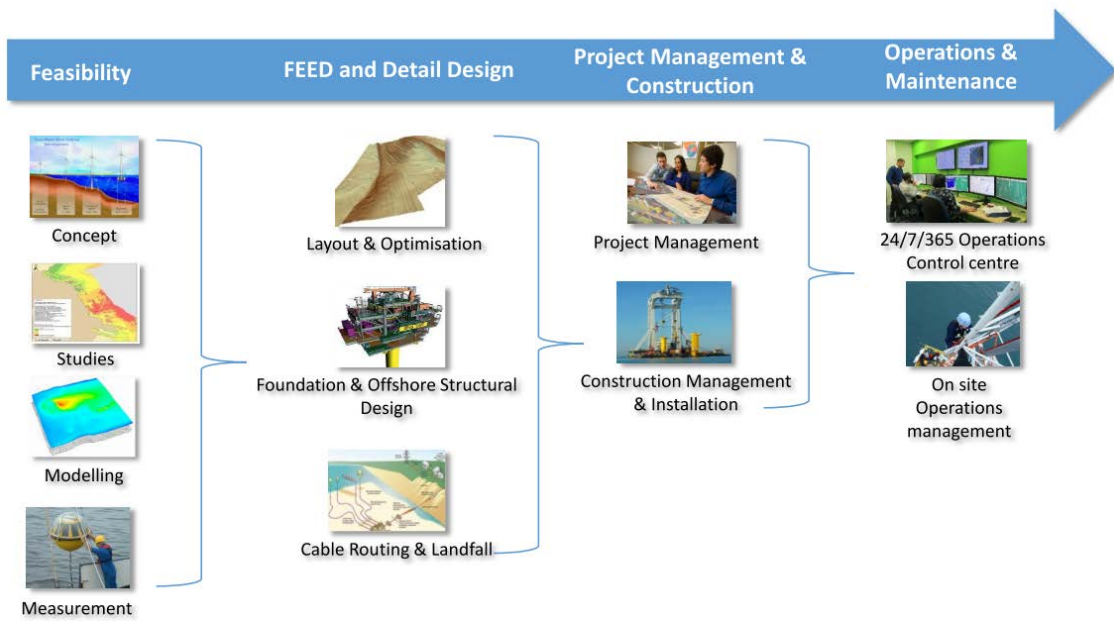 Feasibility
FEED and Detail Design
Project Management &
Construction
Operations &
Maintenance
Concept
Studies
Modelling
Measurement
Layout & Optimisation
Foundation & Offshore Structural
Design
Cable Routing & Landfall
Project Management
Construction Management
& Installation
24/7/365 Operations
Control centre
On site
Operations
management